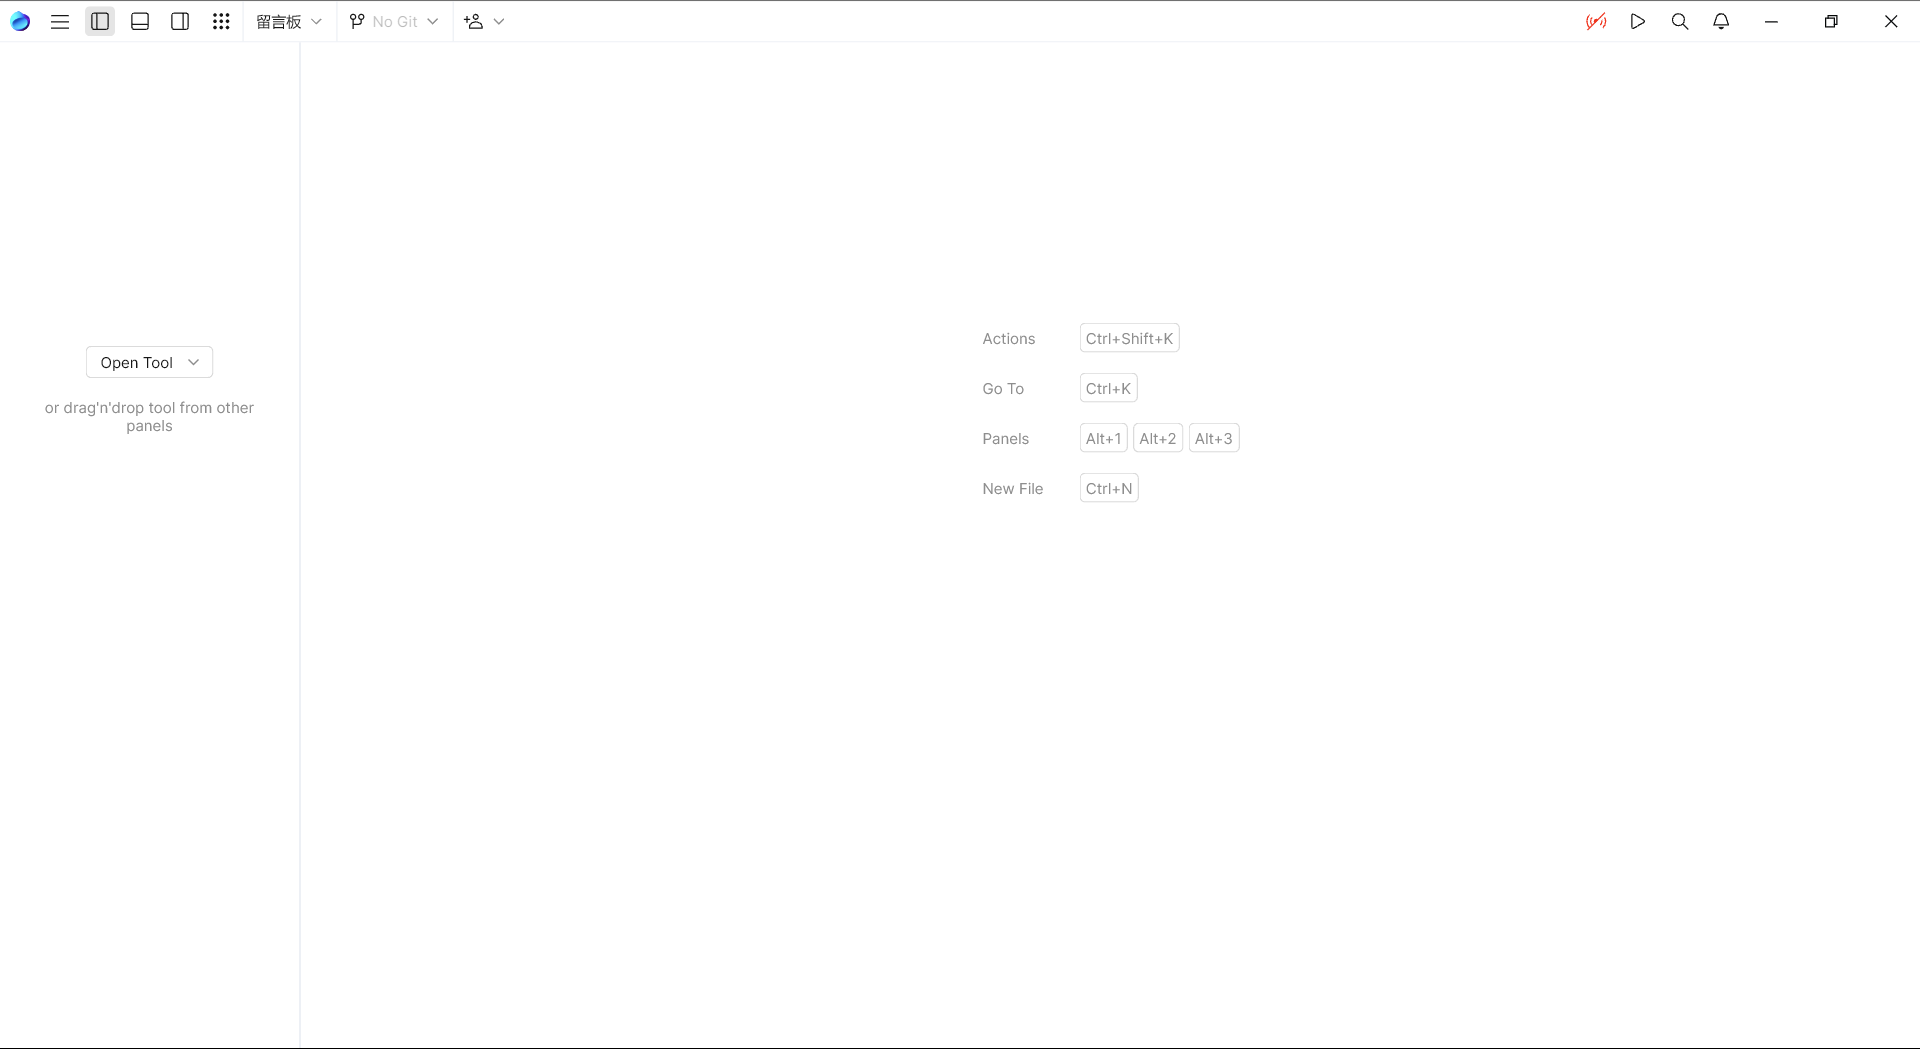 留言板 No Git
Open Tool
or drag'n'drop tool from other
panels
Actions Ctrl+Shift+K
Go To Ctrl+K
Panels Alt+1 Alt+2 Alt+3
New File Ctrl+N